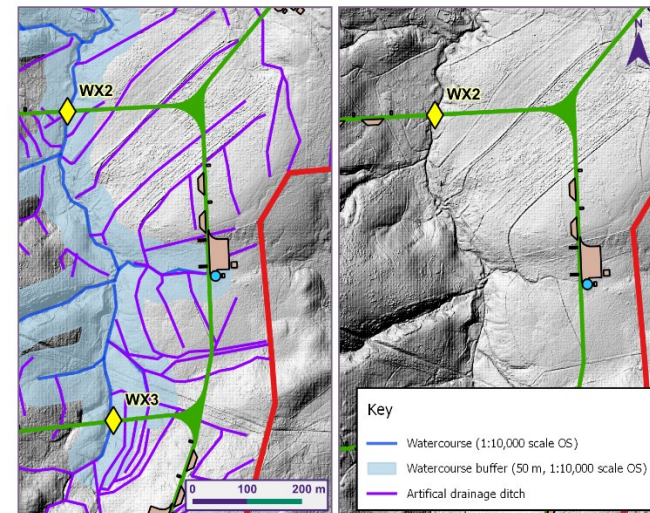 WX2
WX3
0 100 200 m
N
WX2
Key
Watercourse (1:10,000 scale OS)
Watercourse buffer (50 m, 1:10,000 scale OS)
Artifical drainage ditch